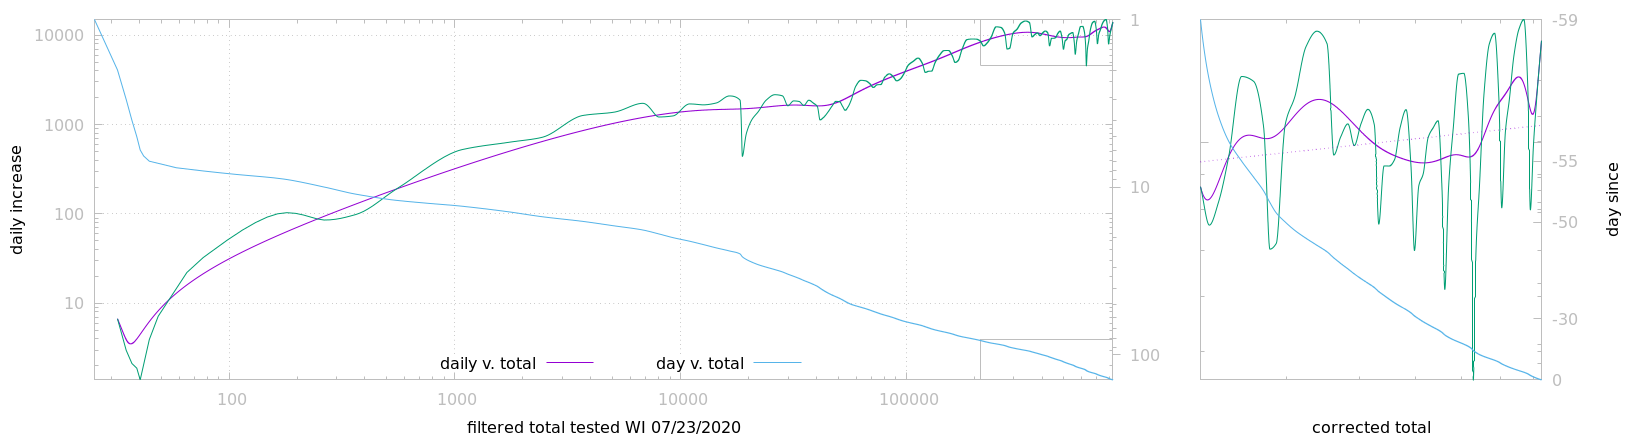 10000
1000
100
10
daily increase
100
1000
10000
100000
1
10
100
daily v. total
day v. total
filtered total tested WI 07/23/2020
-59
-55
-50
-30
0
day since
corrected total